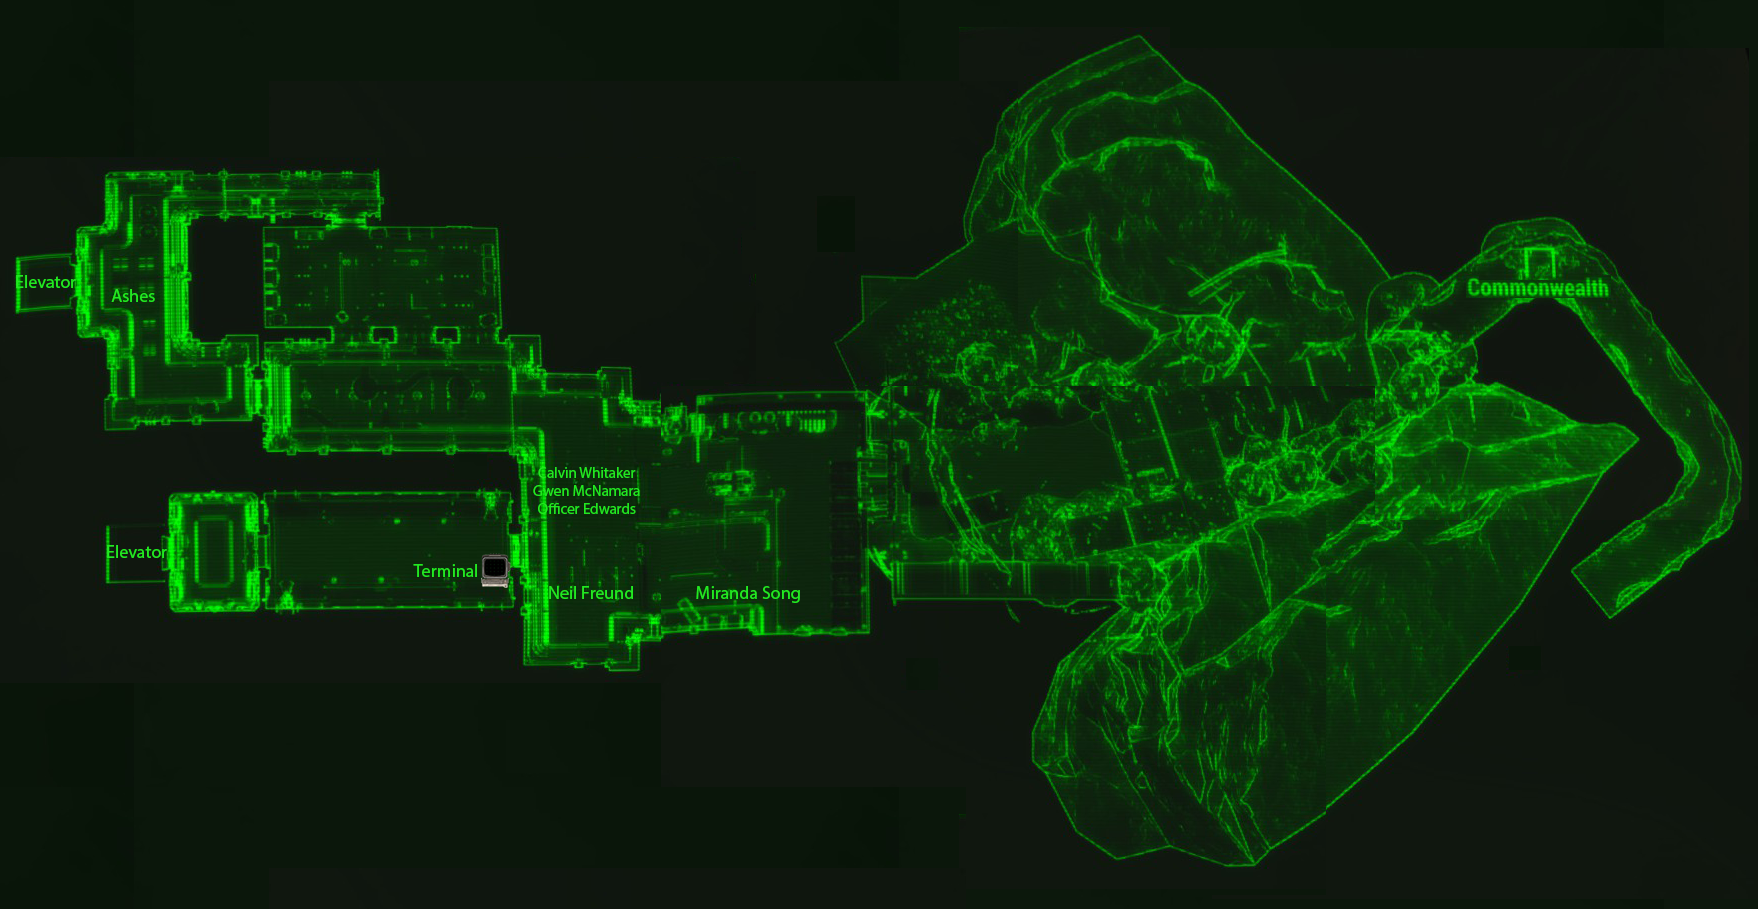 Commonwealth
Elevator
Ashes
Calvin Whitaker
Gwen McNamara
Officer Edwards
Elevator
Terminal
Neil Freund
Miranda Song